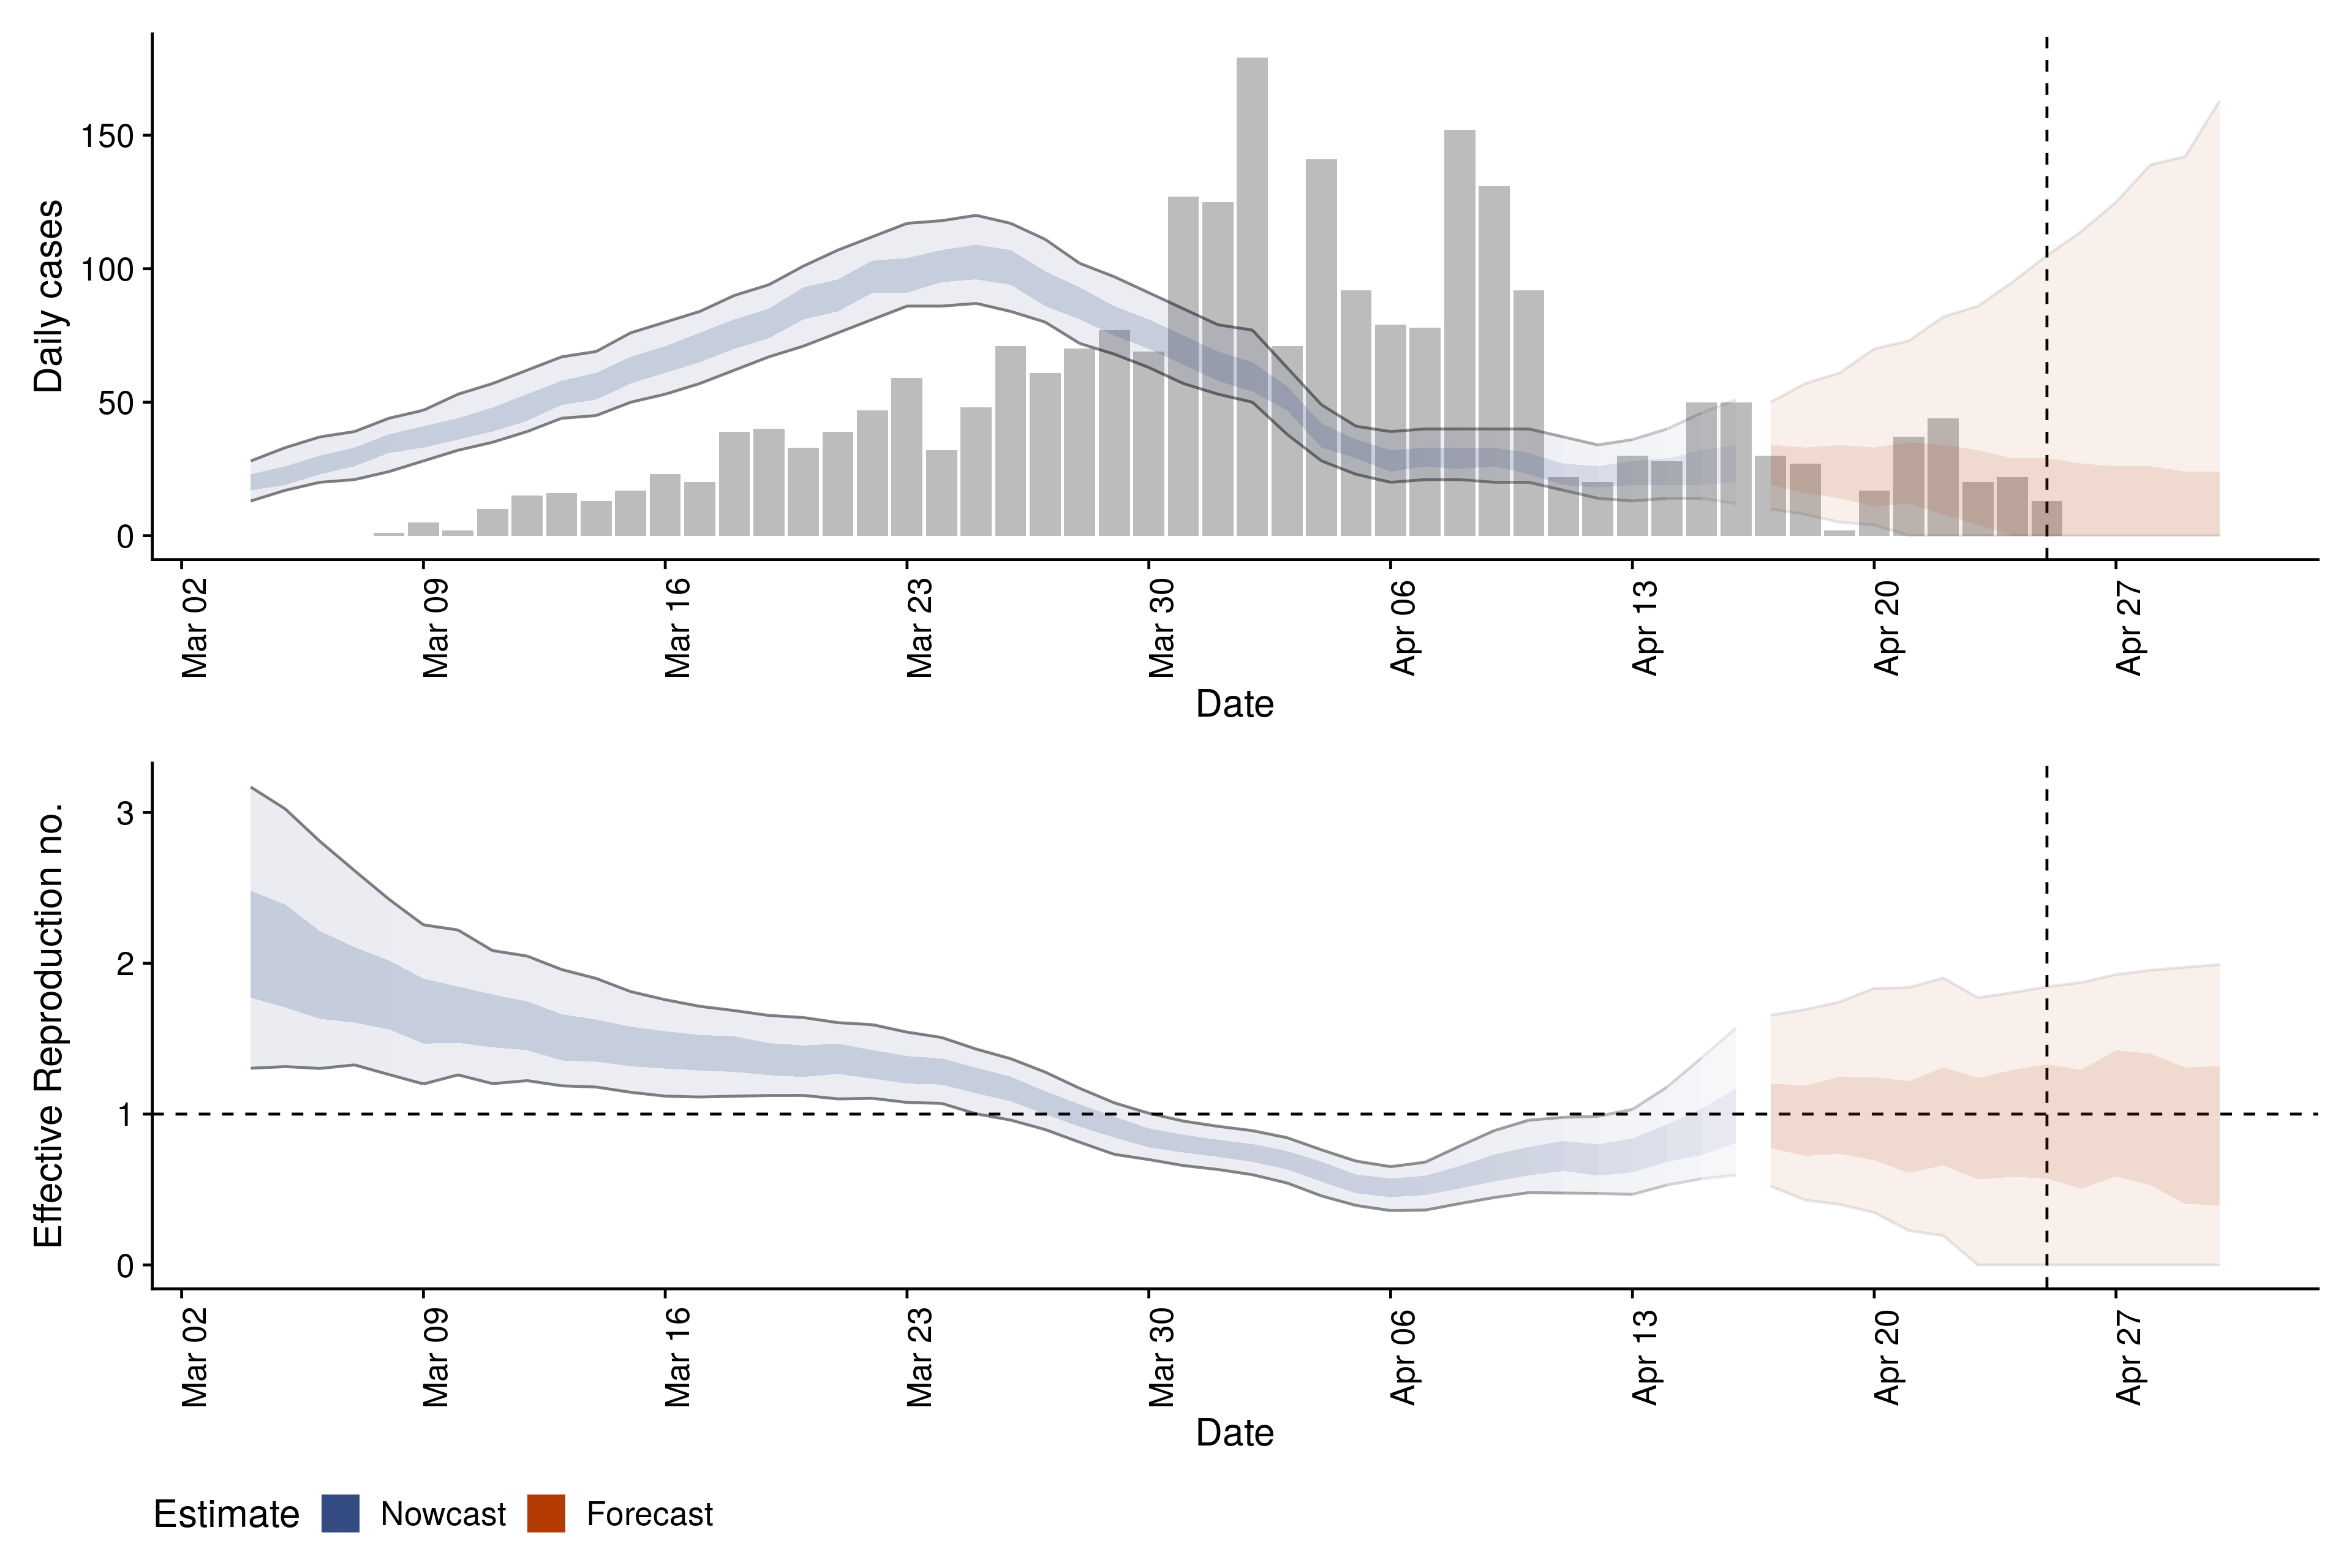 Daily cases
150
100
50
0
Mar 02
Mar 09
Mar 16
Mar 23
Mar 30
Apr 06
Apr 13
Apr 20
Apr 27
Date
Effective Reproduction no.
3
2
1
0
Mar 02
Mar 09
Mar 16
Mar 23
Mar 30
Apr 06
Apr 13
Apr 20
Apr 27
Date
Estimate Nowcast Forecast